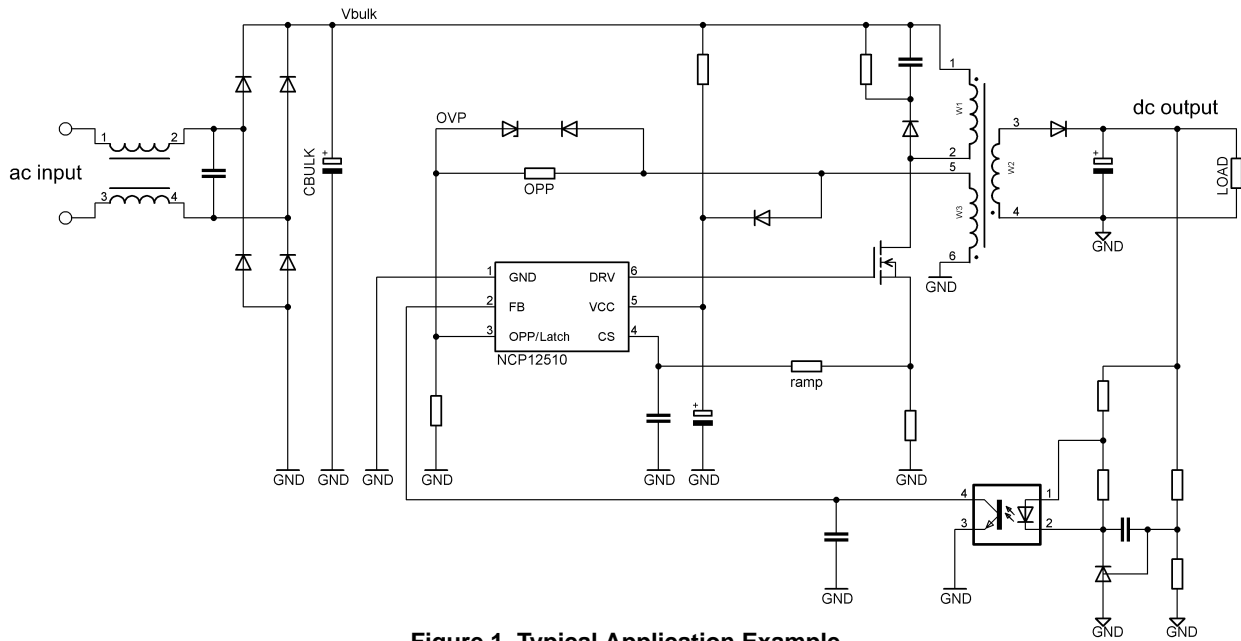 Vbulk
1
OVP
dc output
W1
3
1
2
ac input
CBULK
+
+
2
W2
LOAD
OPP
5
3
4
W3
4
GND
6
GND
1
GND
DRV
6
2
FB
VCC
5
3
OPP/Latch
CS
4
NCP12510
ramp
+
GND
GND
GND
GND
GND
GND
GND
4
1
3
2
GND
GND
GND
GND
Figure 1. Typical Application Example